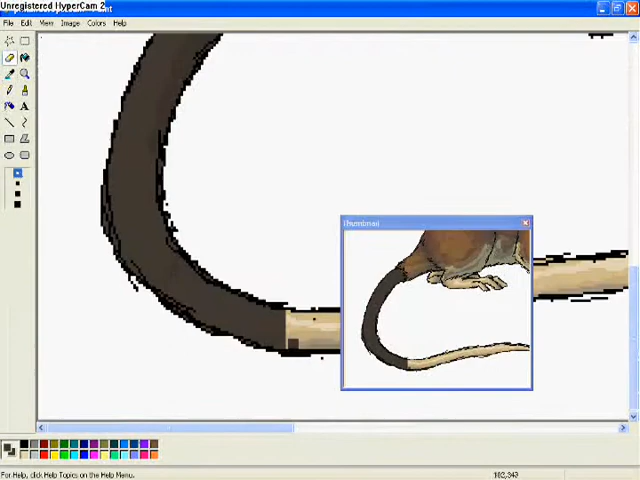 Unregistered HyperCam 2
File Edit View Image Colors Help
A
Thumbnail
For Help, click Help Topics on the Help Menu.
102,343